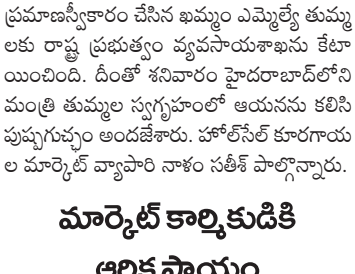 ప్రమాణస్వీకారం చేసిన ఖమ్మం ఎమ్మెల్యే తుమ్మ
లకు రాష్ట్ర ప్రభుత్వం వ్యవసాయశాఖను కేటా
యించింది. దీంతో శనివారం హైదరాబాద్‌లోని
మంత్రి తుమ్మల స్వగృహంలో ఆయనను కలిసి
పుష్పగుచ్ఛం అందజేశారు. హోల్‌సేల్ కూరగాయ
ల మార్కెట్ వ్యాపారి నాళం సతీశ్ పాల్గొన్నారు.
మార్కెట్ కార్మికుడికి
ఆర్థిక సాయం